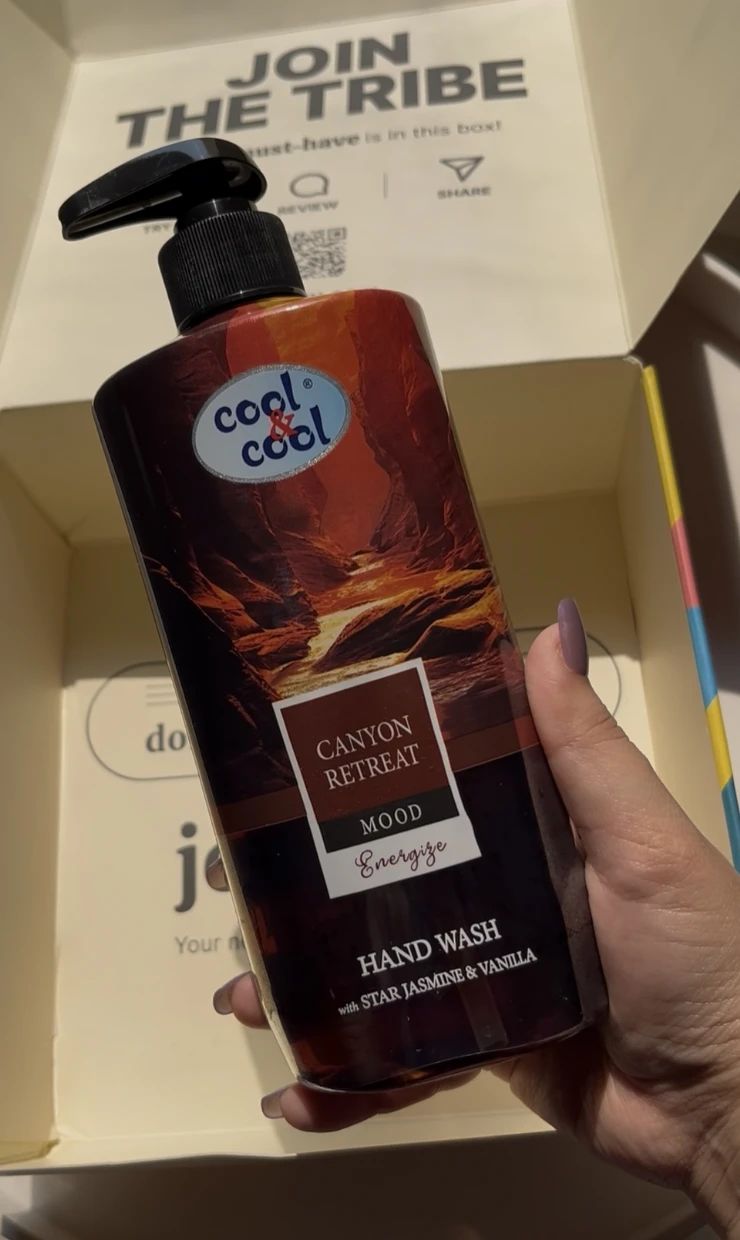 JOIN
THE TRIBE
must-have is in this box!
REVIEW
SHARE
TRY
cool®
&
cool
CANYON
RETREAT
MOOD
Energize
HAND WASH
with STAR JASMINE & VANILLA
Your